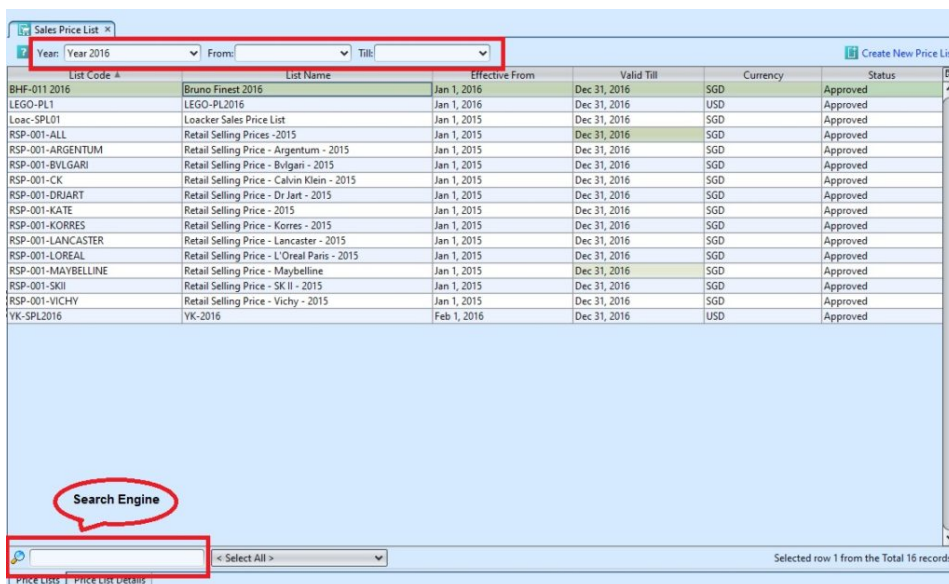 Sales Price List ×
? Year: Year 2016 From: Till: Create New Price Lis
List Code List Name Effective From Valid Till Currency Status
BHF-011 2016 Bruno Finest 2016 Jan 1, 2016 Dec 31, 2016 SGD Approved
LEGO-PL1 LEGO-PL2016 Jan 1, 2016 Dec 31, 2016 USD Approved
Loac-SPL01 Loacker Sales Price List Jan 1, 2015 Dec 31, 2016 SGD Approved
RSP-001-ALL Retail Selling Prices -2015 Jan 1, 2015 Dec 31, 2016 SGD Approved
RSP-001-ARGENTUM Retail Selling Price - Argentum - 2015 Jan 1, 2015 Dec 31, 2016 SGD Approved
RSP-001-BVLGARI Retail Selling Price - Bvlgari - 2015 Jan 1, 2015 Dec 31, 2016 SGD Approved
RSP-001-CK Retail Selling Price - Calvin Klein - 2015 Jan 1, 2015 Dec 31, 2016 SGD Approved
RSP-001-DRJART Retail Selling Price - Dr Jart - 2015 Jan 1, 2015 Dec 31, 2016 SGD Approved
RSP-001-KATE Retail Selling Price - 2015 Jan 1, 2015 Dec 31, 2016 SGD Approved
RSP-001-KORRES Retail Selling Price - Korres - 2015 Jan 1, 2015 Dec 31, 2016 SGD Approved
RSP-001-LANCASTER Retail Selling Price - Lancaster - 2015 Jan 1, 2015 Dec 31, 2016 SGD Approved
RSP-001-LOREAL Retail Selling Price - L'Oreal Paris - 2015 Jan 1, 2015 Dec 31, 2016 SGD Approved
RSP-001-MAYBELLINE Retail Selling Price - Maybelline Jan 1, 2015 Dec 31, 2016 SGD Approved
RSP-001-SKII Retail Selling Price - SK II - 2015 Jan 1, 2015 Dec 31, 2016 SGD Approved
RSP-001-VICHY Retail Selling Price - Vichy - 2015 Jan 1, 2015 Dec 31, 2016 SGD Approved
YK-SPL2016 YK-2016 Feb 1, 2016 Dec 31, 2016 USD Approved
Search Engine
< Select All > Selected row 1 from the Total 16 records
Price Lists Price List Details